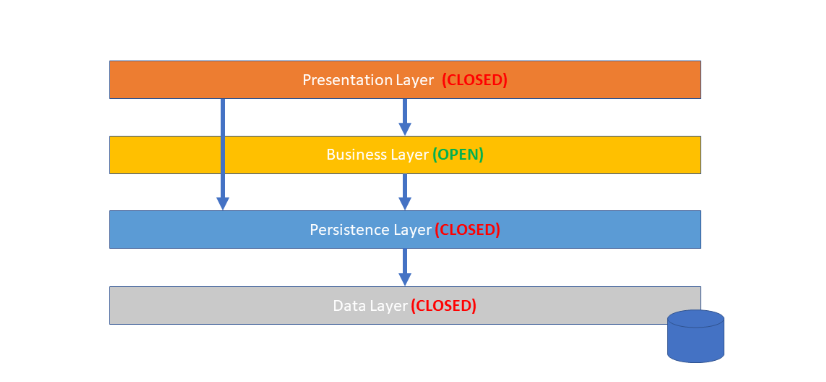 Presentation Layer (CLOSED)
Business Layer (OPEN)
Persistence Layer (CLOSED)
Data Layer (CLOSED)